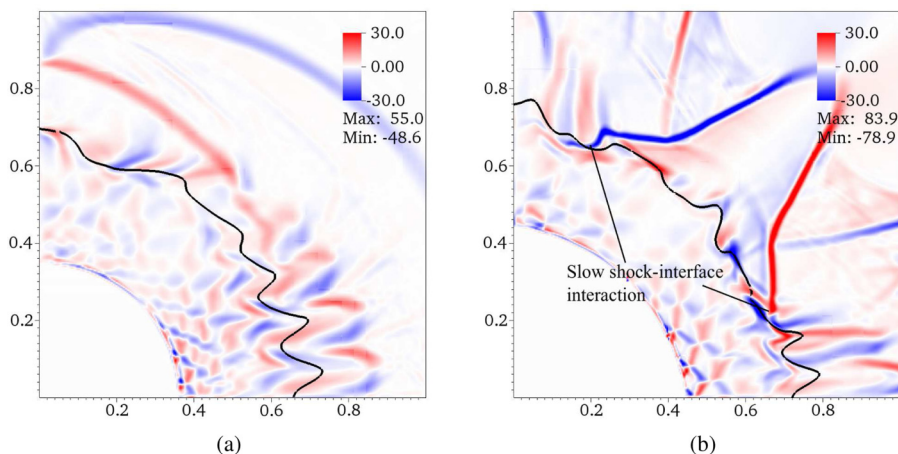 30.0
0.00
-30.0
Max: 55.0
Min: -48.6
0.8
0.6
0.4
0.2
0.2 0.4 0.6 0.8
(a)
30.0
0.00
-30.0
Max: 83.9
Min: -78.9
0.8
0.6
0.4
0.2
Slow shock-interface
interaction
0.2 0.4 0.6 0.8
(b)